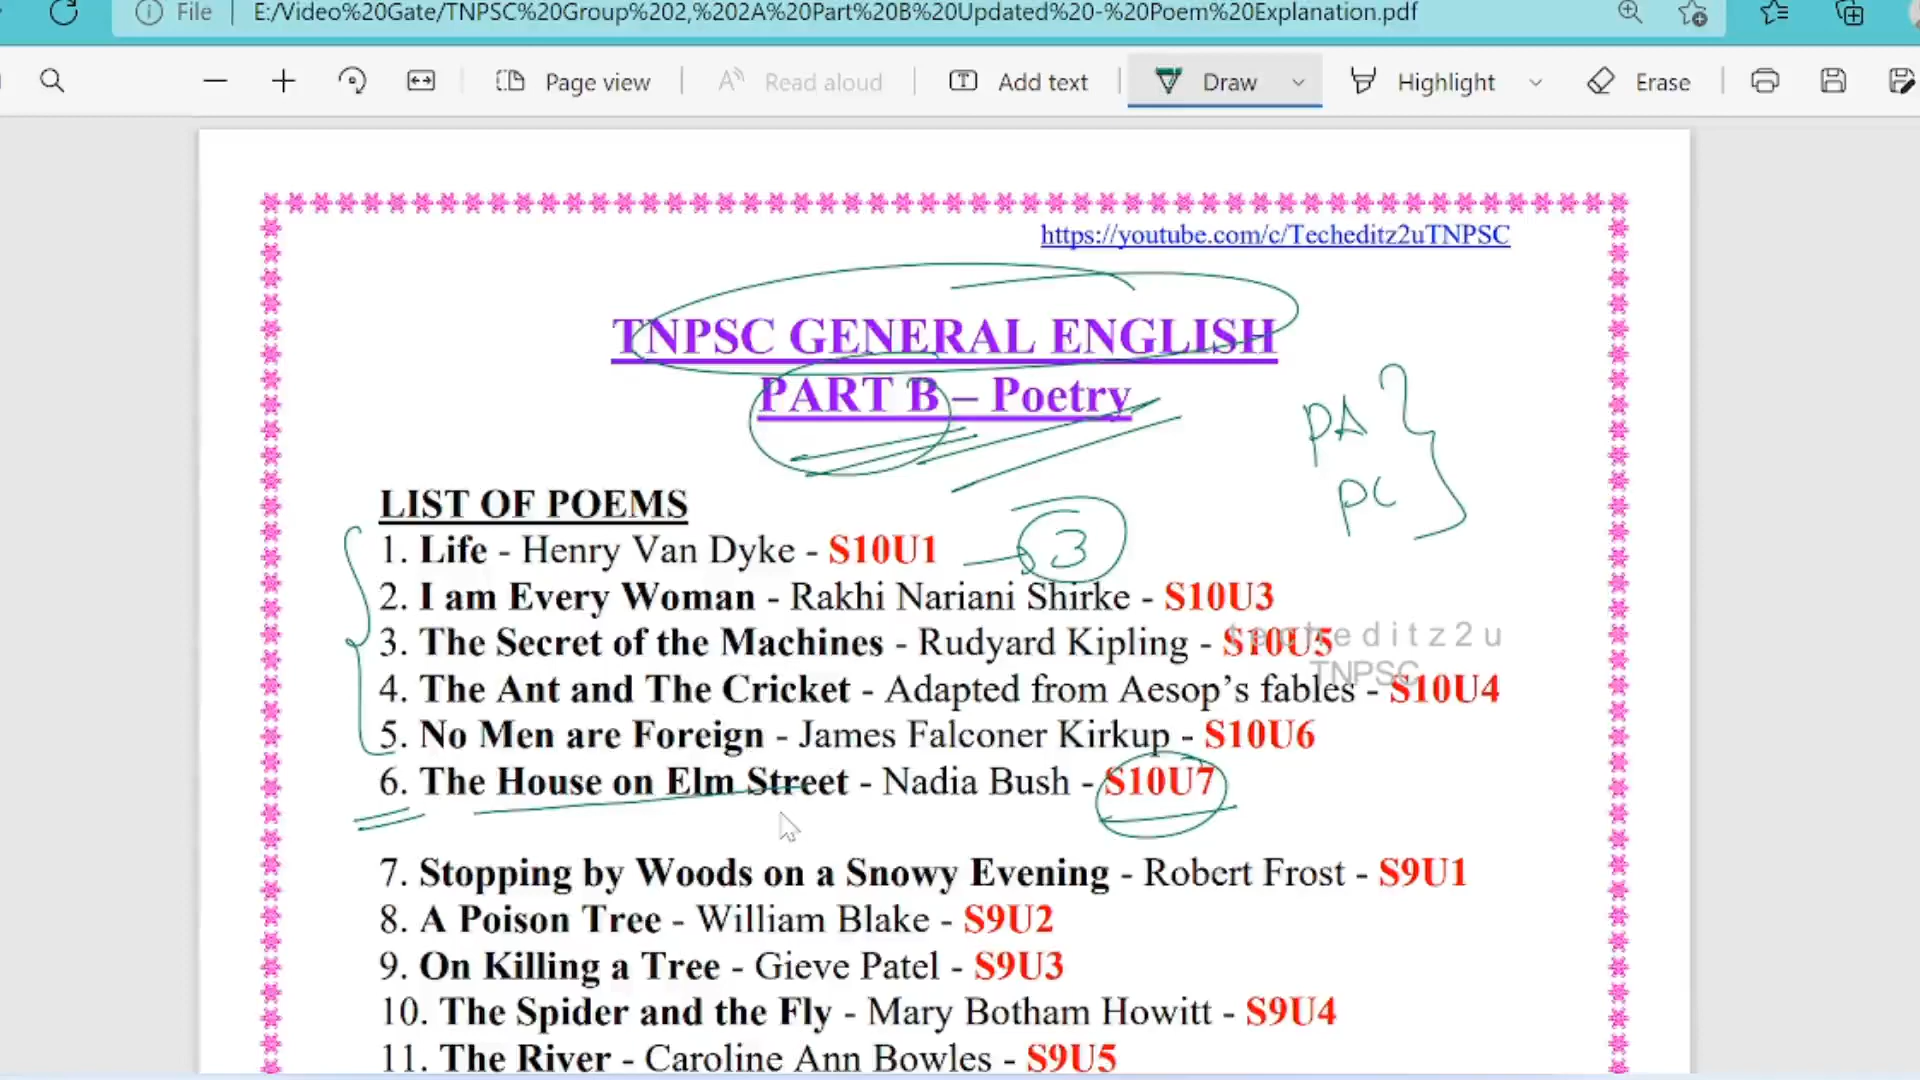 File
E:/Video%20Gate/TNPSC%20Group%202,%202A%20Part%20B%20Updated%20-%20Poem%20Explanation.pdf
Page view
Read aloud
Add text
Draw
Highlight
Erase
https://youtube.com/c/Techeditz2uTNPSC
TNPSC GENERAL ENGLISH
PART B – Poetry
PA
PC
LIST OF POEMS
1. Life - Henry Van Dyke - S10U1
3
2. I am Every Woman - Rakhi Nariani Shirke - S10U3
3. The Secret of the Machines - Rudyard Kipling - S10U5
techeditz2u
TNPSC
4. The Ant and The Cricket - Adapted from Aesop’s fables - S10U4
5. No Men are Foreign - James Falconer Kirkup - S10U6
6. The House on Elm Street - Nadia Bush - S10U7
7. Stopping by Woods on a Snowy Evening - Robert Frost - S9U1
8. A Poison Tree - William Blake - S9U2
9. On Killing a Tree - Gieve Patel - S9U3
10. The Spider and the Fly - Mary Botham Howitt - S9U4
11. The River - Caroline Ann Bowles - S9U5